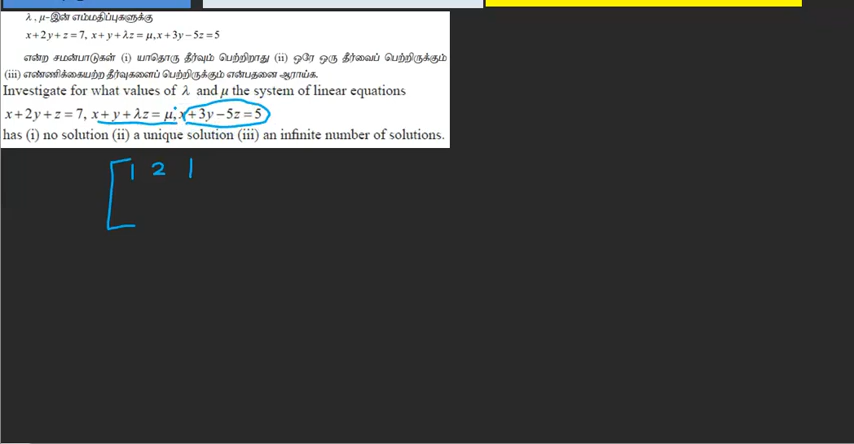 λ , μ-இன் எம்மதிப்புகளுக்கு
x+2y+z=7, x+y+λz=μ,x+3y−5z=5
என்ற சமன்பாடுகள் (i) யாதொரு தீர்வும் பெற்றிறாது (ii) ஒரே ஒரு தீர்வைப் பெற்றிருக்கும்
(iii) எண்ணிக்கையற்ற தீர்வுகளைப் பெற்றிருக்கும் என்பதனை ஆராய்க.
Investigate for what values of λ and μ the system of linear equations
x+2y+z=7, x+y+λz=μ, x+3y−5z=5
has (i) no solution (ii) a unique solution (iii) an infinite number of solutions.
[ 1 2 1